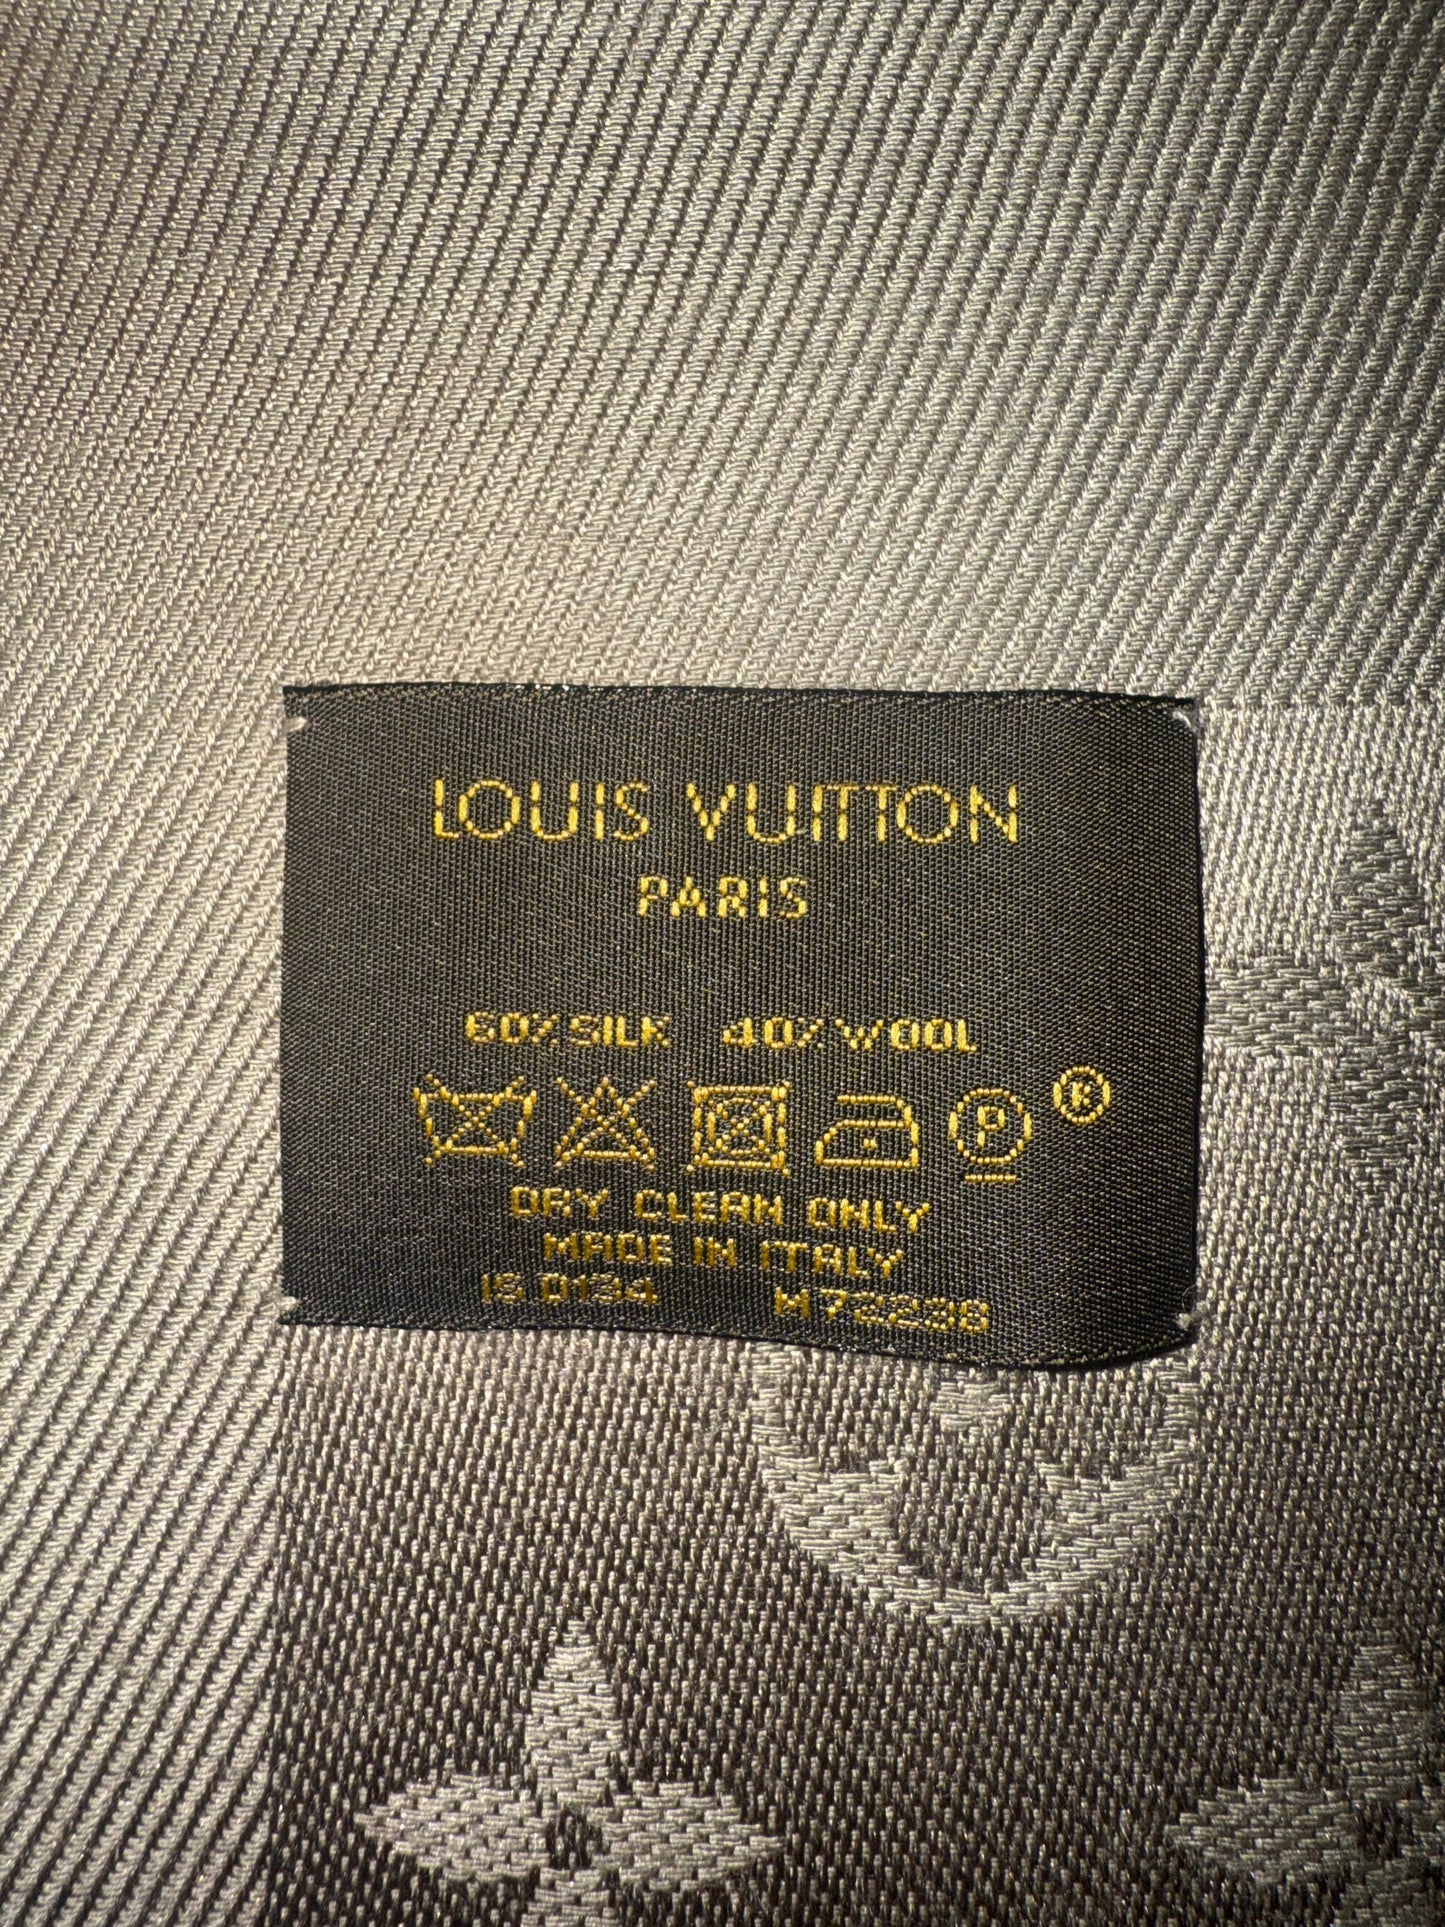 LOUIS VUITTON
PARIS
60% SILK 40% WOOL
P ®
DRY CLEAN ONLY
MADE IN ITALY
IS 0134 M72238